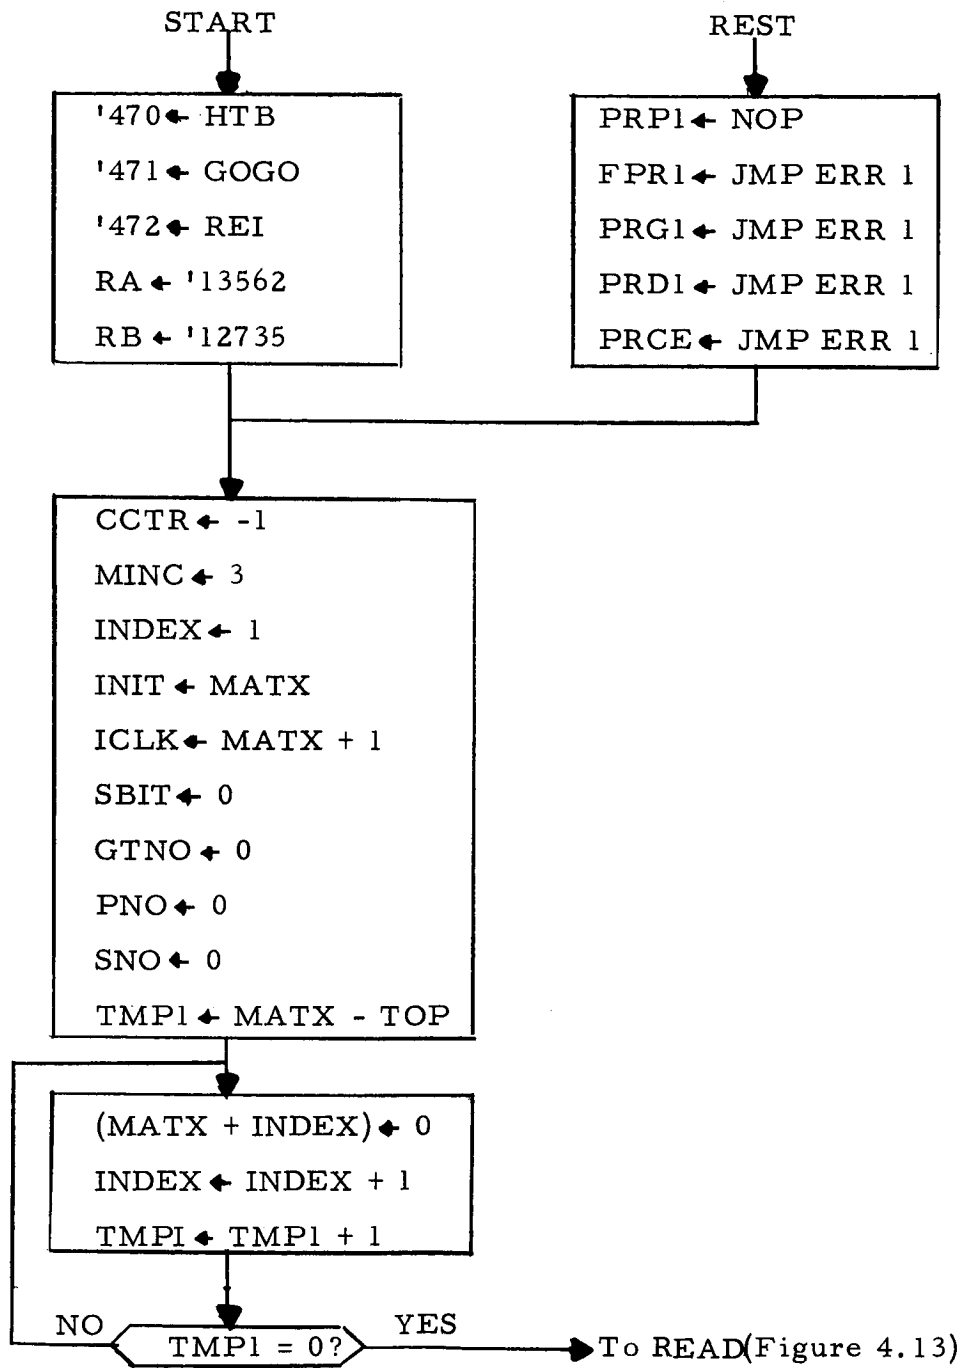 START
'470 ← HTB
'471 ← GOGO
'472 ← REI
RA ← '13562
RB ← '12735
REST
PRP1 ← NOP
FPR1 ← JMP ERR 1
PRG1 ← JMP ERR 1
PRD1 ← JMP ERR 1
PRCE ← JMP ERR 1
CCTR ← -1
MINC ← 3
INDEX ← 1
INIT ← MATX
ICLK ← MATX + 1
SBIT ← 0
GTNO ← 0
PNO ← 0
SNO ← 0
TMP1 ← MATX - TOP
(MATX + INDEX) ← 0
INDEX ← INDEX + 1
TMPI ← TMP1 + 1
NO
TMP1 = 0?
YES
To READ(Figure 4.13)